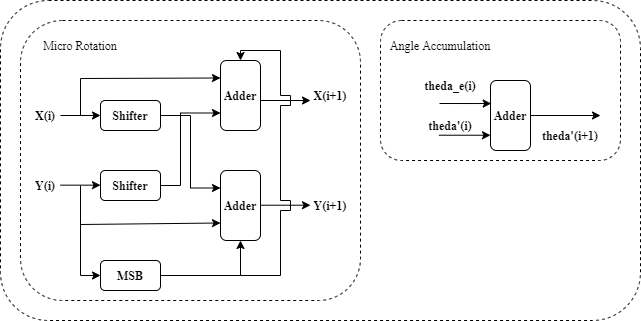 Micro Rotation
Angle Accumulation
X(i)
Shifter
Adder
X(i+1)
theda_e(i)
theda'(i)
Adder
theda'(i+1)
Y(i)
Shifter
Adder
Y(i+1)
MSB